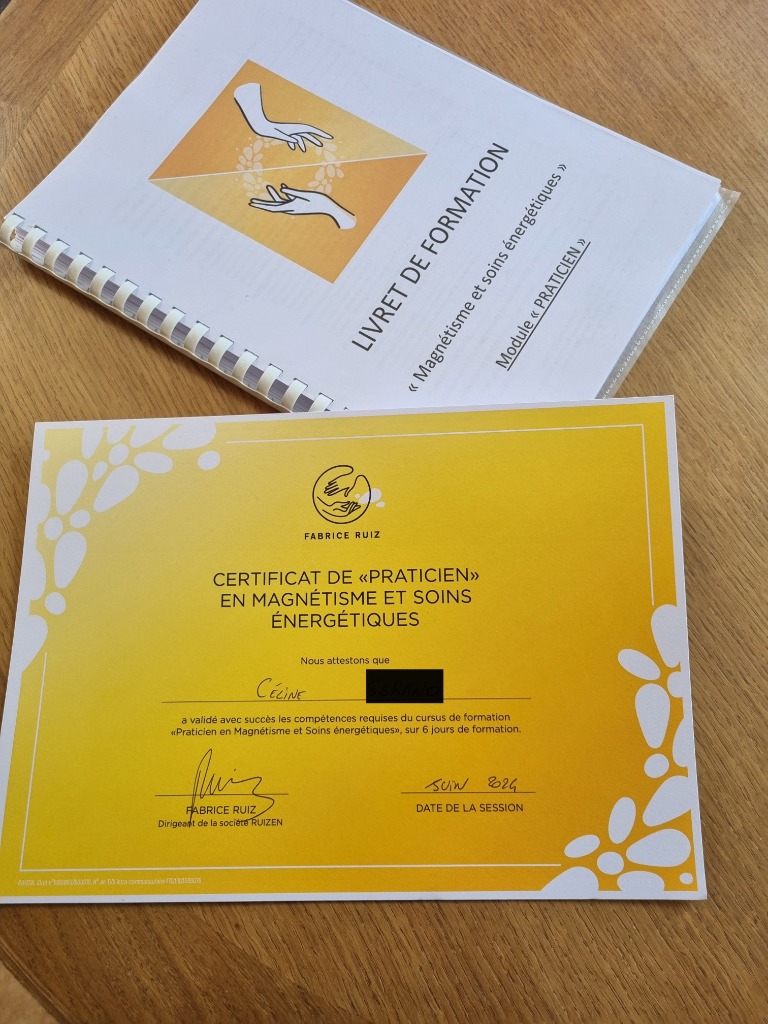 LIVRET DE FORMATION
« Magnétisme et soins énergétiques »
Module « PRATICIEN »
FABRICE RUIZ
CERTIFICAT DE «PRATICIEN»
EN MAGNÉTISME ET SOINS
ÉNERGÉTIQUES
Nous attestons que
CÉLINE
a validé avec succès les compétences requises du cursus de formation
«Praticien en Magnétisme et Soins énergétiques», sur 6 jours de formation.
Ruiz
JUIN 2024
FABRICE RUIZ
DATE DE LA SESSION
Dirigeant de la société RUIZEN